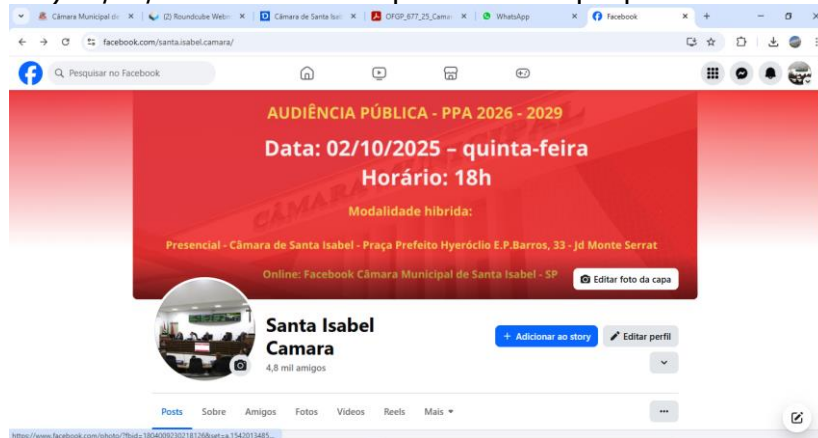 Câmara Municipal de
(2) Roundcube Webm
Câmara de Santa Isab
OFGP_677_25_Camar
WhatsApp
Facebook
facebook.com/santa.isabel.camara/
Pesquisar no Facebook
AUDIÊNCIA PÚBLICA - PPA 2026 - 2029
Data: 02/10/2025 – quinta-feira
Horário: 18h
Modalidade hibrida:
CÂMARA MUNICIPAL
Presencial - Câmara de Santa Isabel - Praça Prefeito Hyeróclio E.P.Barros, 33 - Jd Monte Serrat
Online: Facebook Câmara Municipal de Santa Isabel - SP
Editar foto da capa
Santa Isabel
Camara
4,8 mil amigos
+ Adicionar ao story
Editar perfil
Posts Sobre Amigos Fotos Vídeos Reels Mais